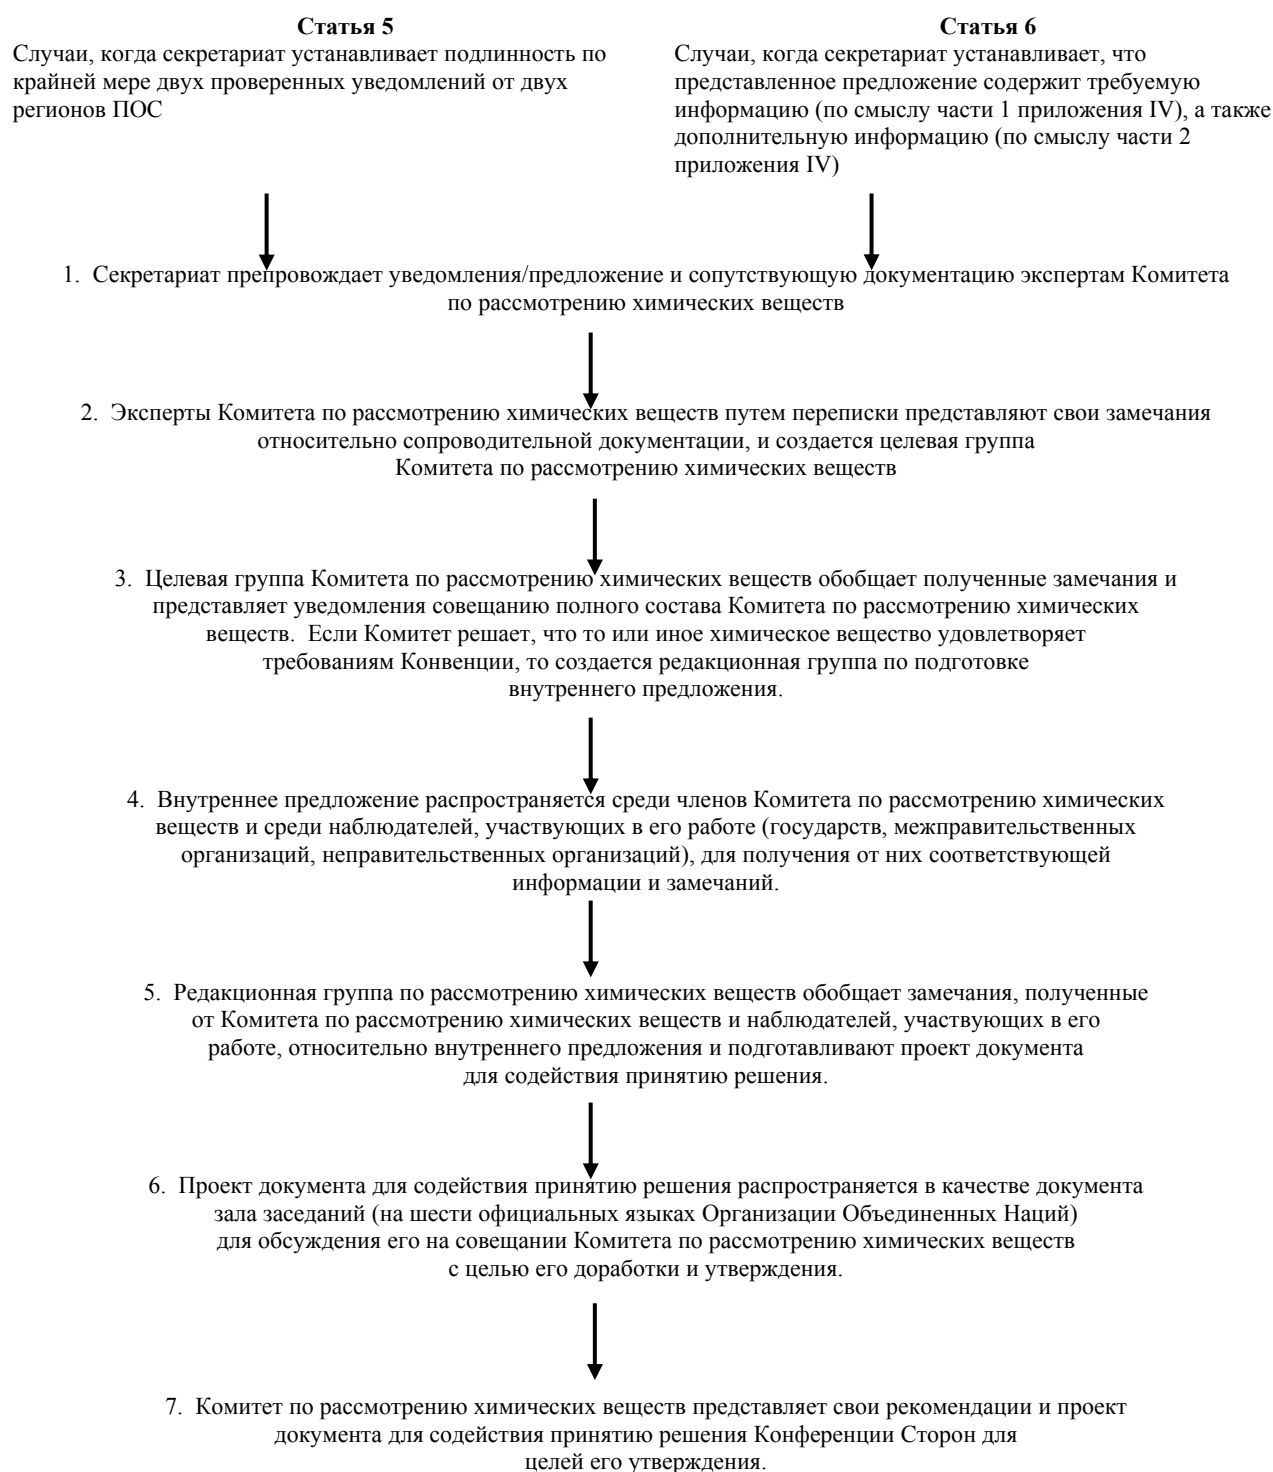 Статья 5
Случаи, когда секретариат устанавливает подлинность по
крайней мере двух проверенных уведомлений от двух
регионов ПОС
Статья 6
Случаи, когда секретариат устанавливает, что
представленное предложение содержит требуемую
информацию (по смыслу части 1 приложения IV), а также
дополнительную информацию (по смыслу части 2
приложения IV)
1. Секретариат препровождает уведомления/предложение и сопутствующую документацию экспертам Комитета
по рассмотрению химических веществ
2. Эксперты Комитета по рассмотрению химических веществ путем переписки представляют свои замечания
относительно сопроводительной документации, и создается целевая группа
Комитета по рассмотрению химических веществ
3. Целевая группа Комитета по рассмотрению химических веществ обобщает полученные замечания и
представляет уведомления совещанию полного состава Комитета по рассмотрению химических
веществ. Если Комитет решает, что то или иное химическое вещество удовлетворяет
требованиям Конвенции, то создается редакционная группа по подготовке
внутреннего предложения.
4. Внутреннее предложение распространяется среди членов Комитета по рассмотрению химических
веществ и среди наблюдателей, участвующих в его работе (государств, межправительственных
организаций, неправительственных организаций), для получения от них соответствующей
информации и замечаний.
5. Редакционная группа по рассмотрению химических веществ обобщает замечания, полученные
от Комитета по рассмотрению химических веществ и наблюдателей, участвующих в его
работе, относительно внутреннего предложения и подготавливают проект документа
для содействия принятию решения.
6. Проект документа для содействия принятию решения распространяется в качестве документа
зала заседаний (на шести официальных языках Организации Объединенных Наций)
для обсуждения его на совещании Комитета по рассмотрению химических веществ
с целью его доработки и утверждения.
7. Комитет по рассмотрению химических веществ представляет свои рекомендации и проект
документа для содействия принятию решения Конференции Сторон для
целей его утверждения.